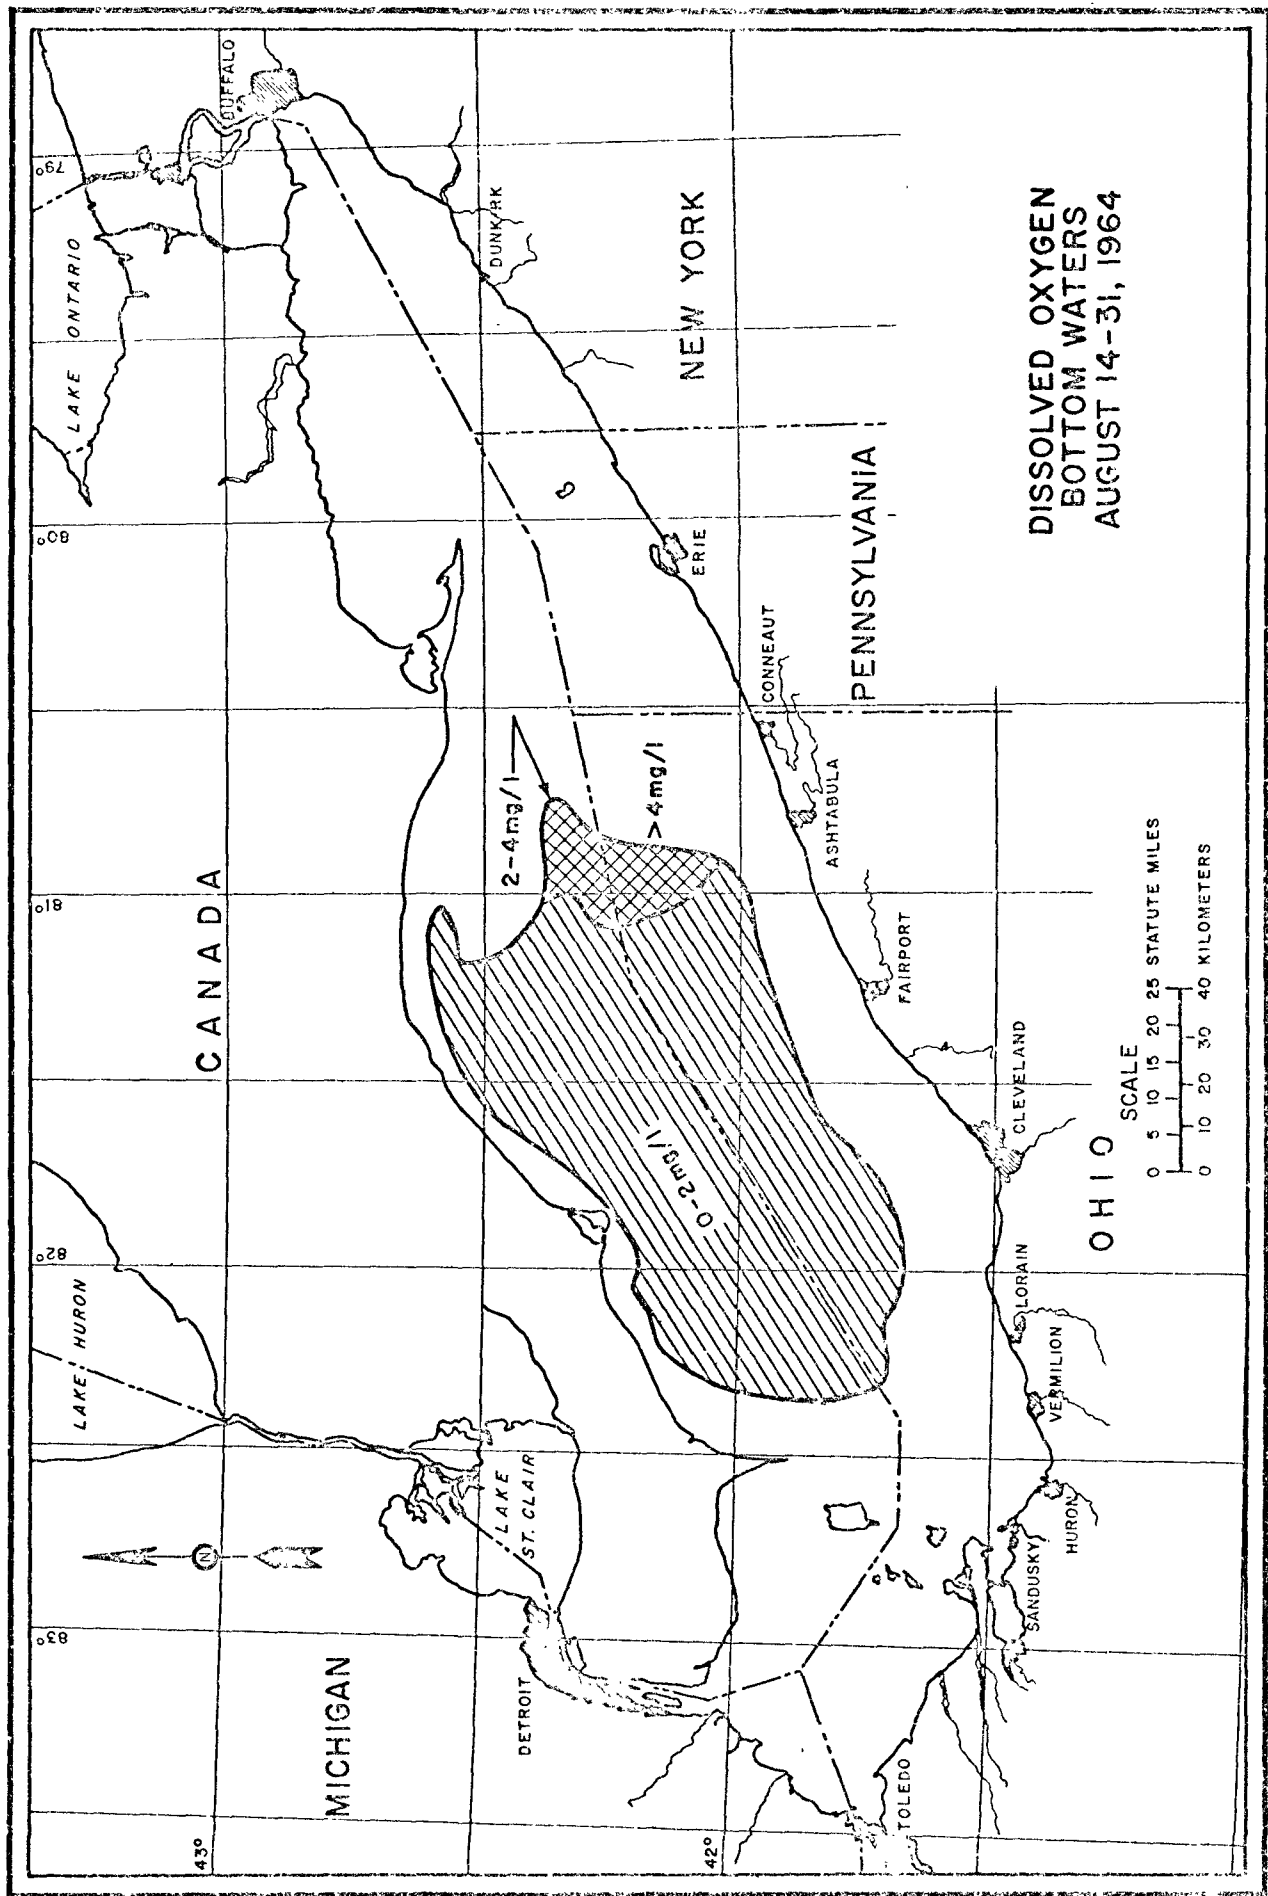 LAKE HURON
LAKE ONTARIO
83°
82°
81°
80°
79°
43°
42°
CANADA
MICHIGAN
DETROIT
LAKE
ST. CLAIR
N
BUFFALO
DUNKIRK
NEW YORK
2-4mg/l
>4mg/l
0-2mg/l
ERIE
PENNSYLVANIA
CONNEAUT
ASHTABULA
FAIRPORT
CLEVELAND
OHIO
LORAIN
VERMILION
HURON
SANDUSKY
TOLEDO
SCALE
0 5 10 15 20 25 STATUTE MILES
0 10 20 30 40 KILOMETERS
DISSOLVED OXYGEN
BOTTOM WATERS
AUGUST 14-31, 1964